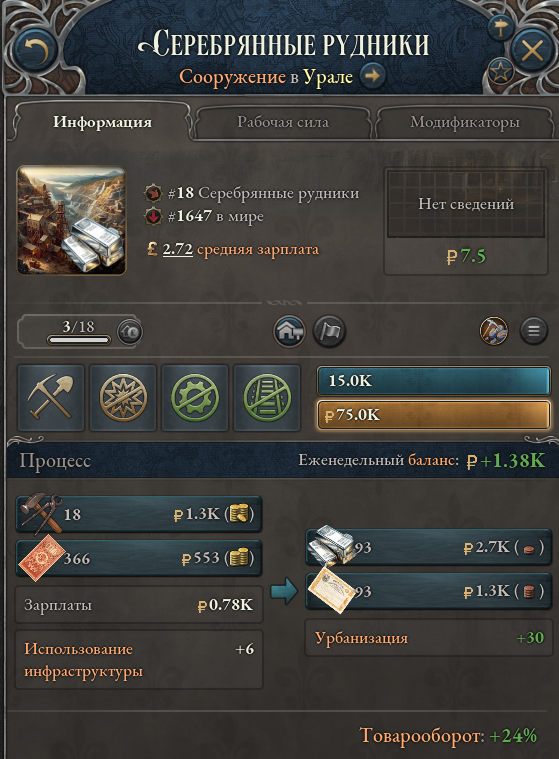 Серебрянные рудники
Сооружение в Урале
Информация
Рабочая сила
Модификаторы
#18 Серебрянные рудники
#1647 в мире
£ 2.72 средняя зарплата
Нет сведений
₽7.5
3/18
15.0K
₽75.0K
Процесс
Еженедельный баланс: ₽+1.38K
18 ₽1.3K ( )
366 ₽553 ( )
Зарплаты ₽0.78K
Использование +6
инфраструктуры
93 ₽2.7K ( )
93 ₽1.3K ( )
Урбанизация +30
Товарооборот: +24%